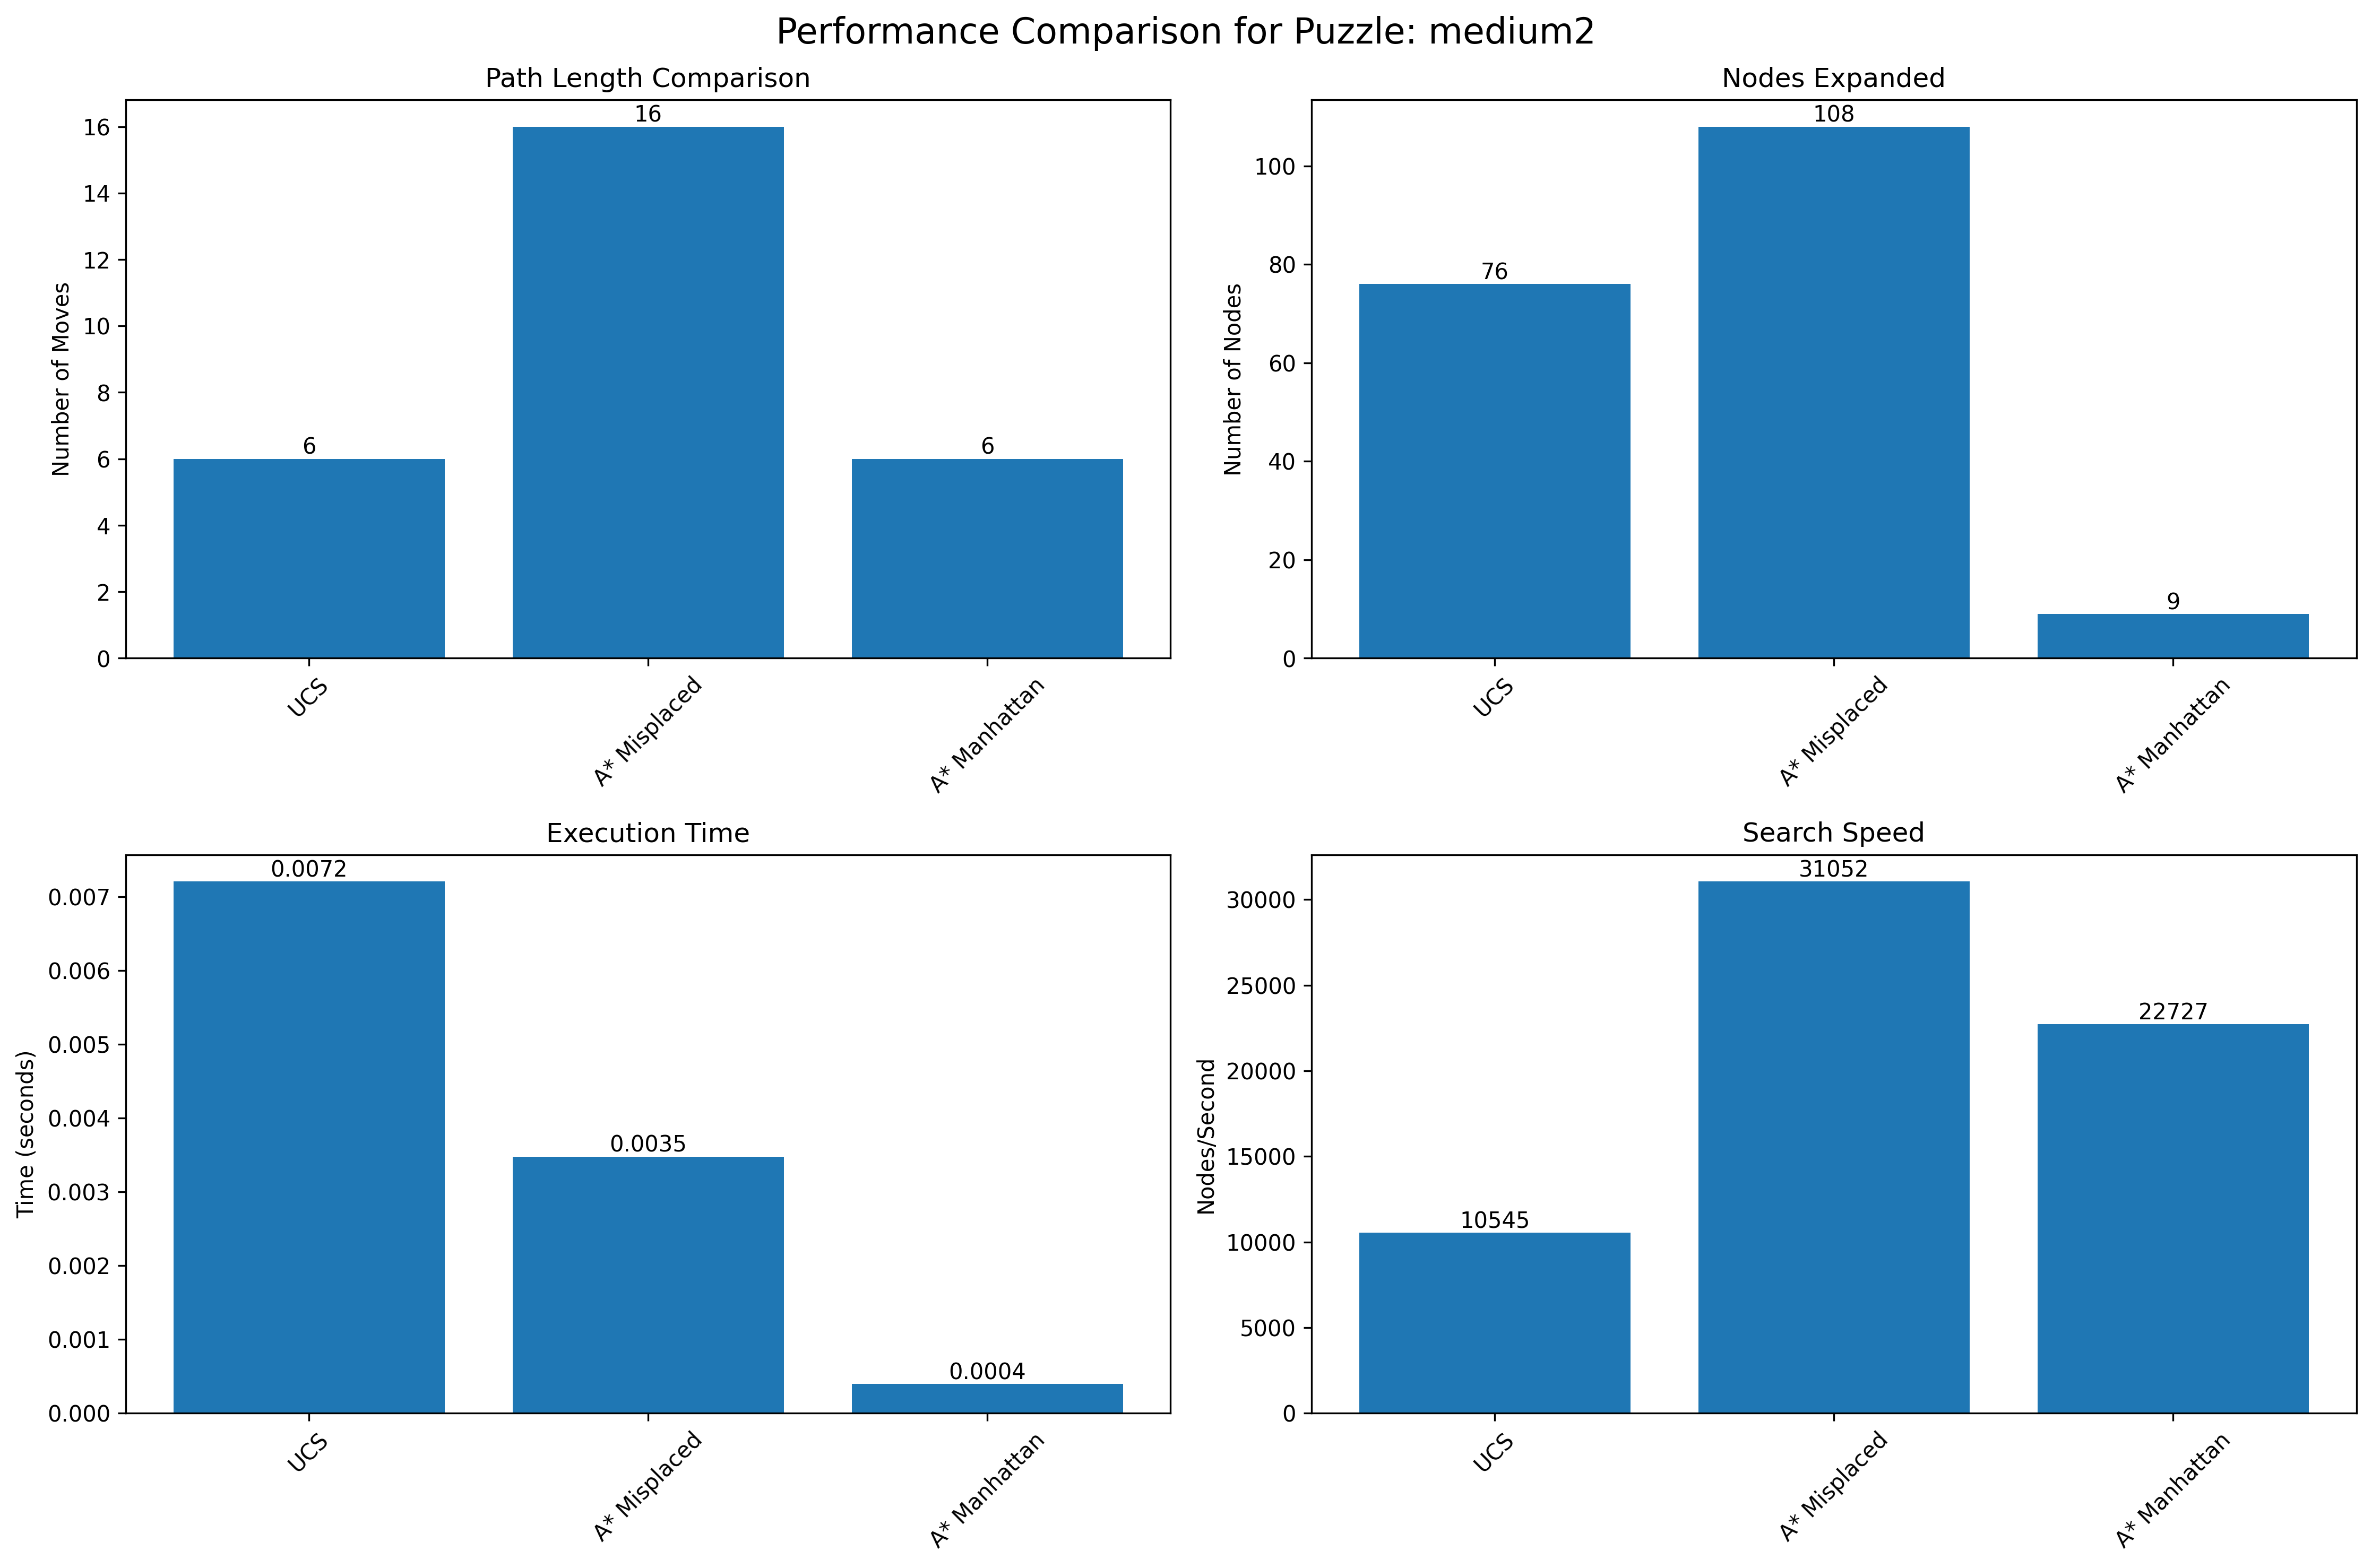 Performance Comparison for Puzzle: medium2
Path Length Comparison
Number of Moves
16
14
12
10
8
6
4
2
0
6
16
6
UCS
A* Misplaced
A* Manhattan
Nodes Expanded
Number of Nodes
100
80
60
40
20
0
76
108
9
UCS
A* Misplaced
A* Manhattan
Execution Time
Time (seconds)
0.007
0.006
0.005
0.004
0.003
0.002
0.001
0.000
0.0072
0.0035
0.0004
UCS
A* Misplaced
A* Manhattan
Search Speed
Nodes/Second
30000
25000
20000
15000
10000
5000
0
10545
31052
22727
UCS
A* Misplaced
A* Manhattan